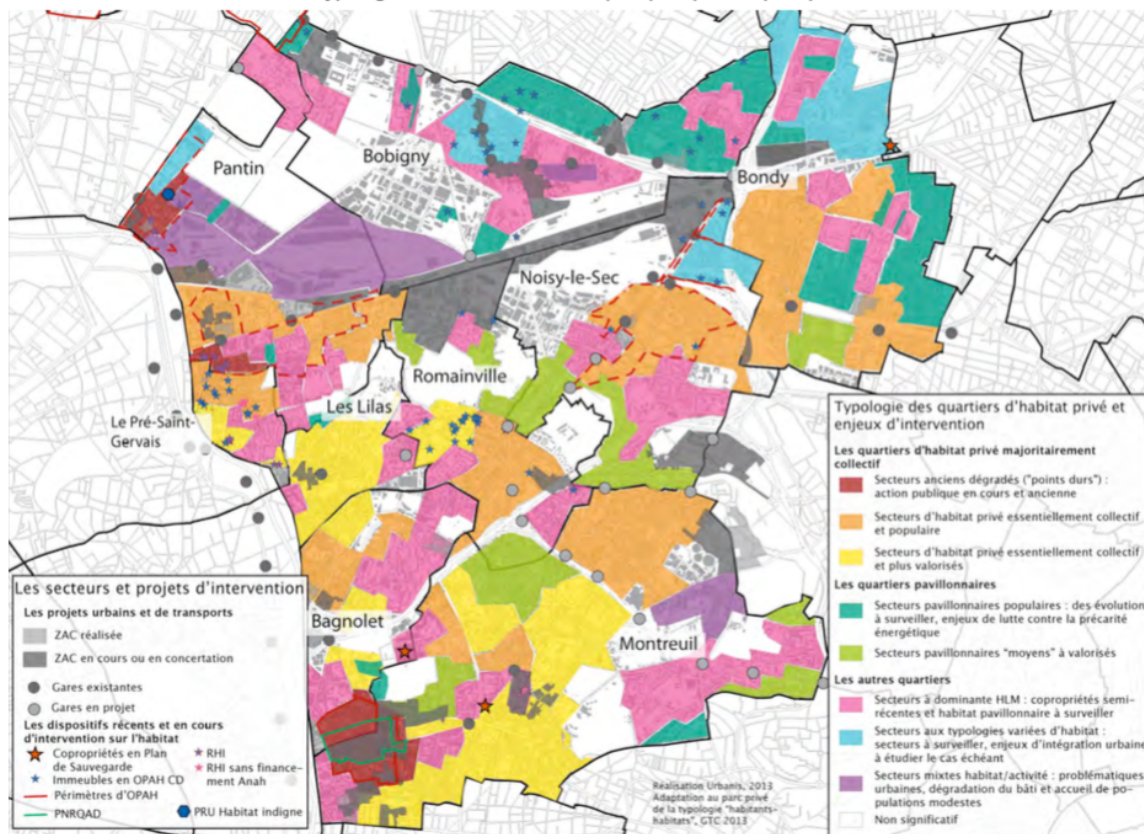 Pantin
Bobigny
Bondy
Noisy-le-Sec
Romainville
Les Lilas
Le Pré-Saint-
Gervais
Bagnolet
Montreuil
Typologie des quartiers d'habitat privé et
enjeux d'intervention
Les quartiers d'habitat privé majoritairement
collectif
Secteurs anciens dégradés ("points durs") :
action publique en cours et ancienne
Secteurs d'habitat privé essentiellement collectif
et populaire
Secteurs d'habitat privé essentiellement collectif
et plus valorisés
Les quartiers pavillonnaires
Secteurs pavillonnaires populaires : des évolution
à surveiller, enjeux de lutte contre la précarité
énergétique
Secteurs pavillonnaires "moyens" à valorisés
Les autres quartiers
Secteurs à dominante HLM : copropriétés semi-
récentes et habitat pavillonnaire à surveiller
Secteurs aux typologies variées d'habitat :
secteurs à surveiller, enjeux d'intégration urbaine
à étudier le cas échéant
Secteurs mixtes habitat/activité : problématiques
urbaines, dégradation du bâti et accueil de po-
pulations modestes
Non significatif
Les secteurs et projets d'intervention
Les projets urbains et de transports
ZAC réalisée
ZAC en cours ou en concertation
Gares existantes
Gares en projet
Les dispositifs récents et en cours
d'intervention sur l'habitat
Copropriétés en Plan
de Sauvegarde
RHI
Immeubles en OPAH CD
RHI sans finance-
ment Anah
Périmètres d'OPAH
PNRQAD
PRU Habitat indigne
Réalisation Urbanis, 2013
Adaptation au parc privé
de la typologie "habitants-
habitats", GTC 2013